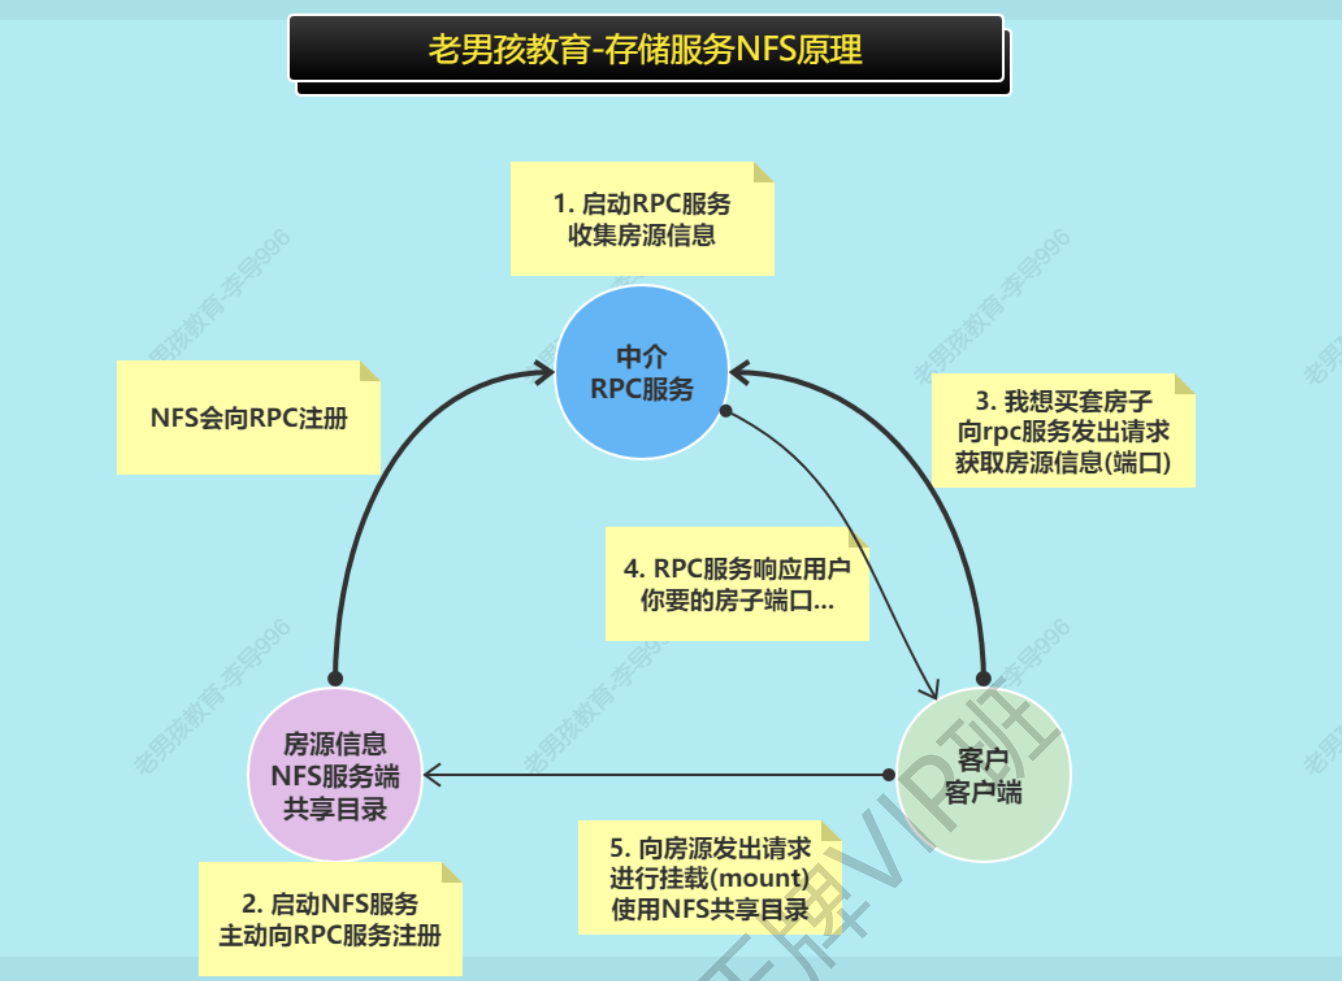 老男孩教育-存储服务NFS原理
1. 启动RPC服务
收集房源信息
中介
RPC服务
NFS会向RPC注册
3. 我想买套房子
向rpc服务发出请求
获取房源信息(端口)
4. RPC服务响应用户
你要的房子端口...
房源信息
NFS服务端
共享目录
客户
客户端
5. 向房源发出请求
进行挂载(mount)
使用NFS共享目录
2. 启动NFS服务
主动向RPC服务注册
老男孩教育-李导996
老男孩教育-李导996
老男孩教育-李导996
老男孩教育-李导996
王牌VIP班